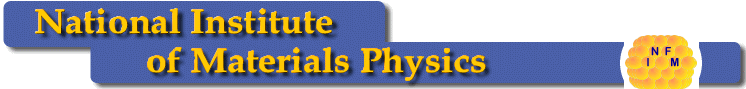 National Institute
of Materials Physics
N F
I M